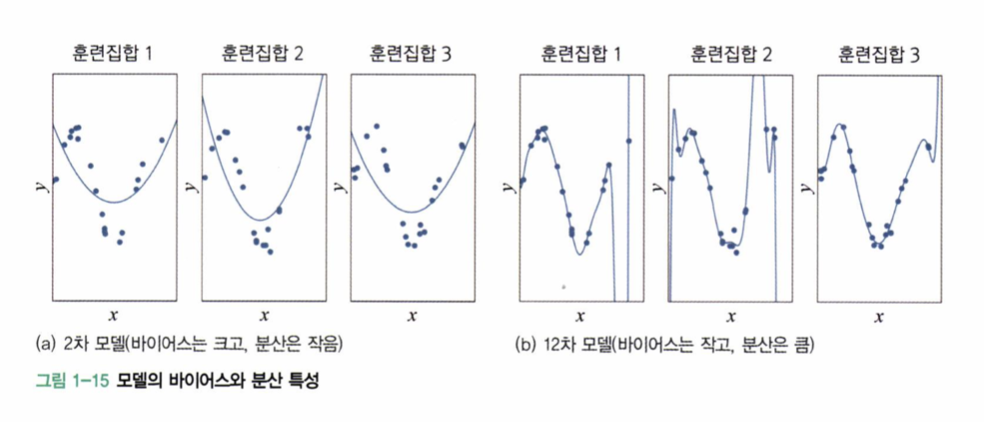 훈련집합 1 훈련집합 2 훈련집합 3 훈련집합 1 훈련집합 2 훈련집합 3
y y y y y y
x x x x x x
(a) 2차 모델(바이어스는 크고, 분산은 작음) (b) 12차 모델(바이어스는 작고, 분산은 큼)
그림 1-15 모델의 바이어스와 분산 특성